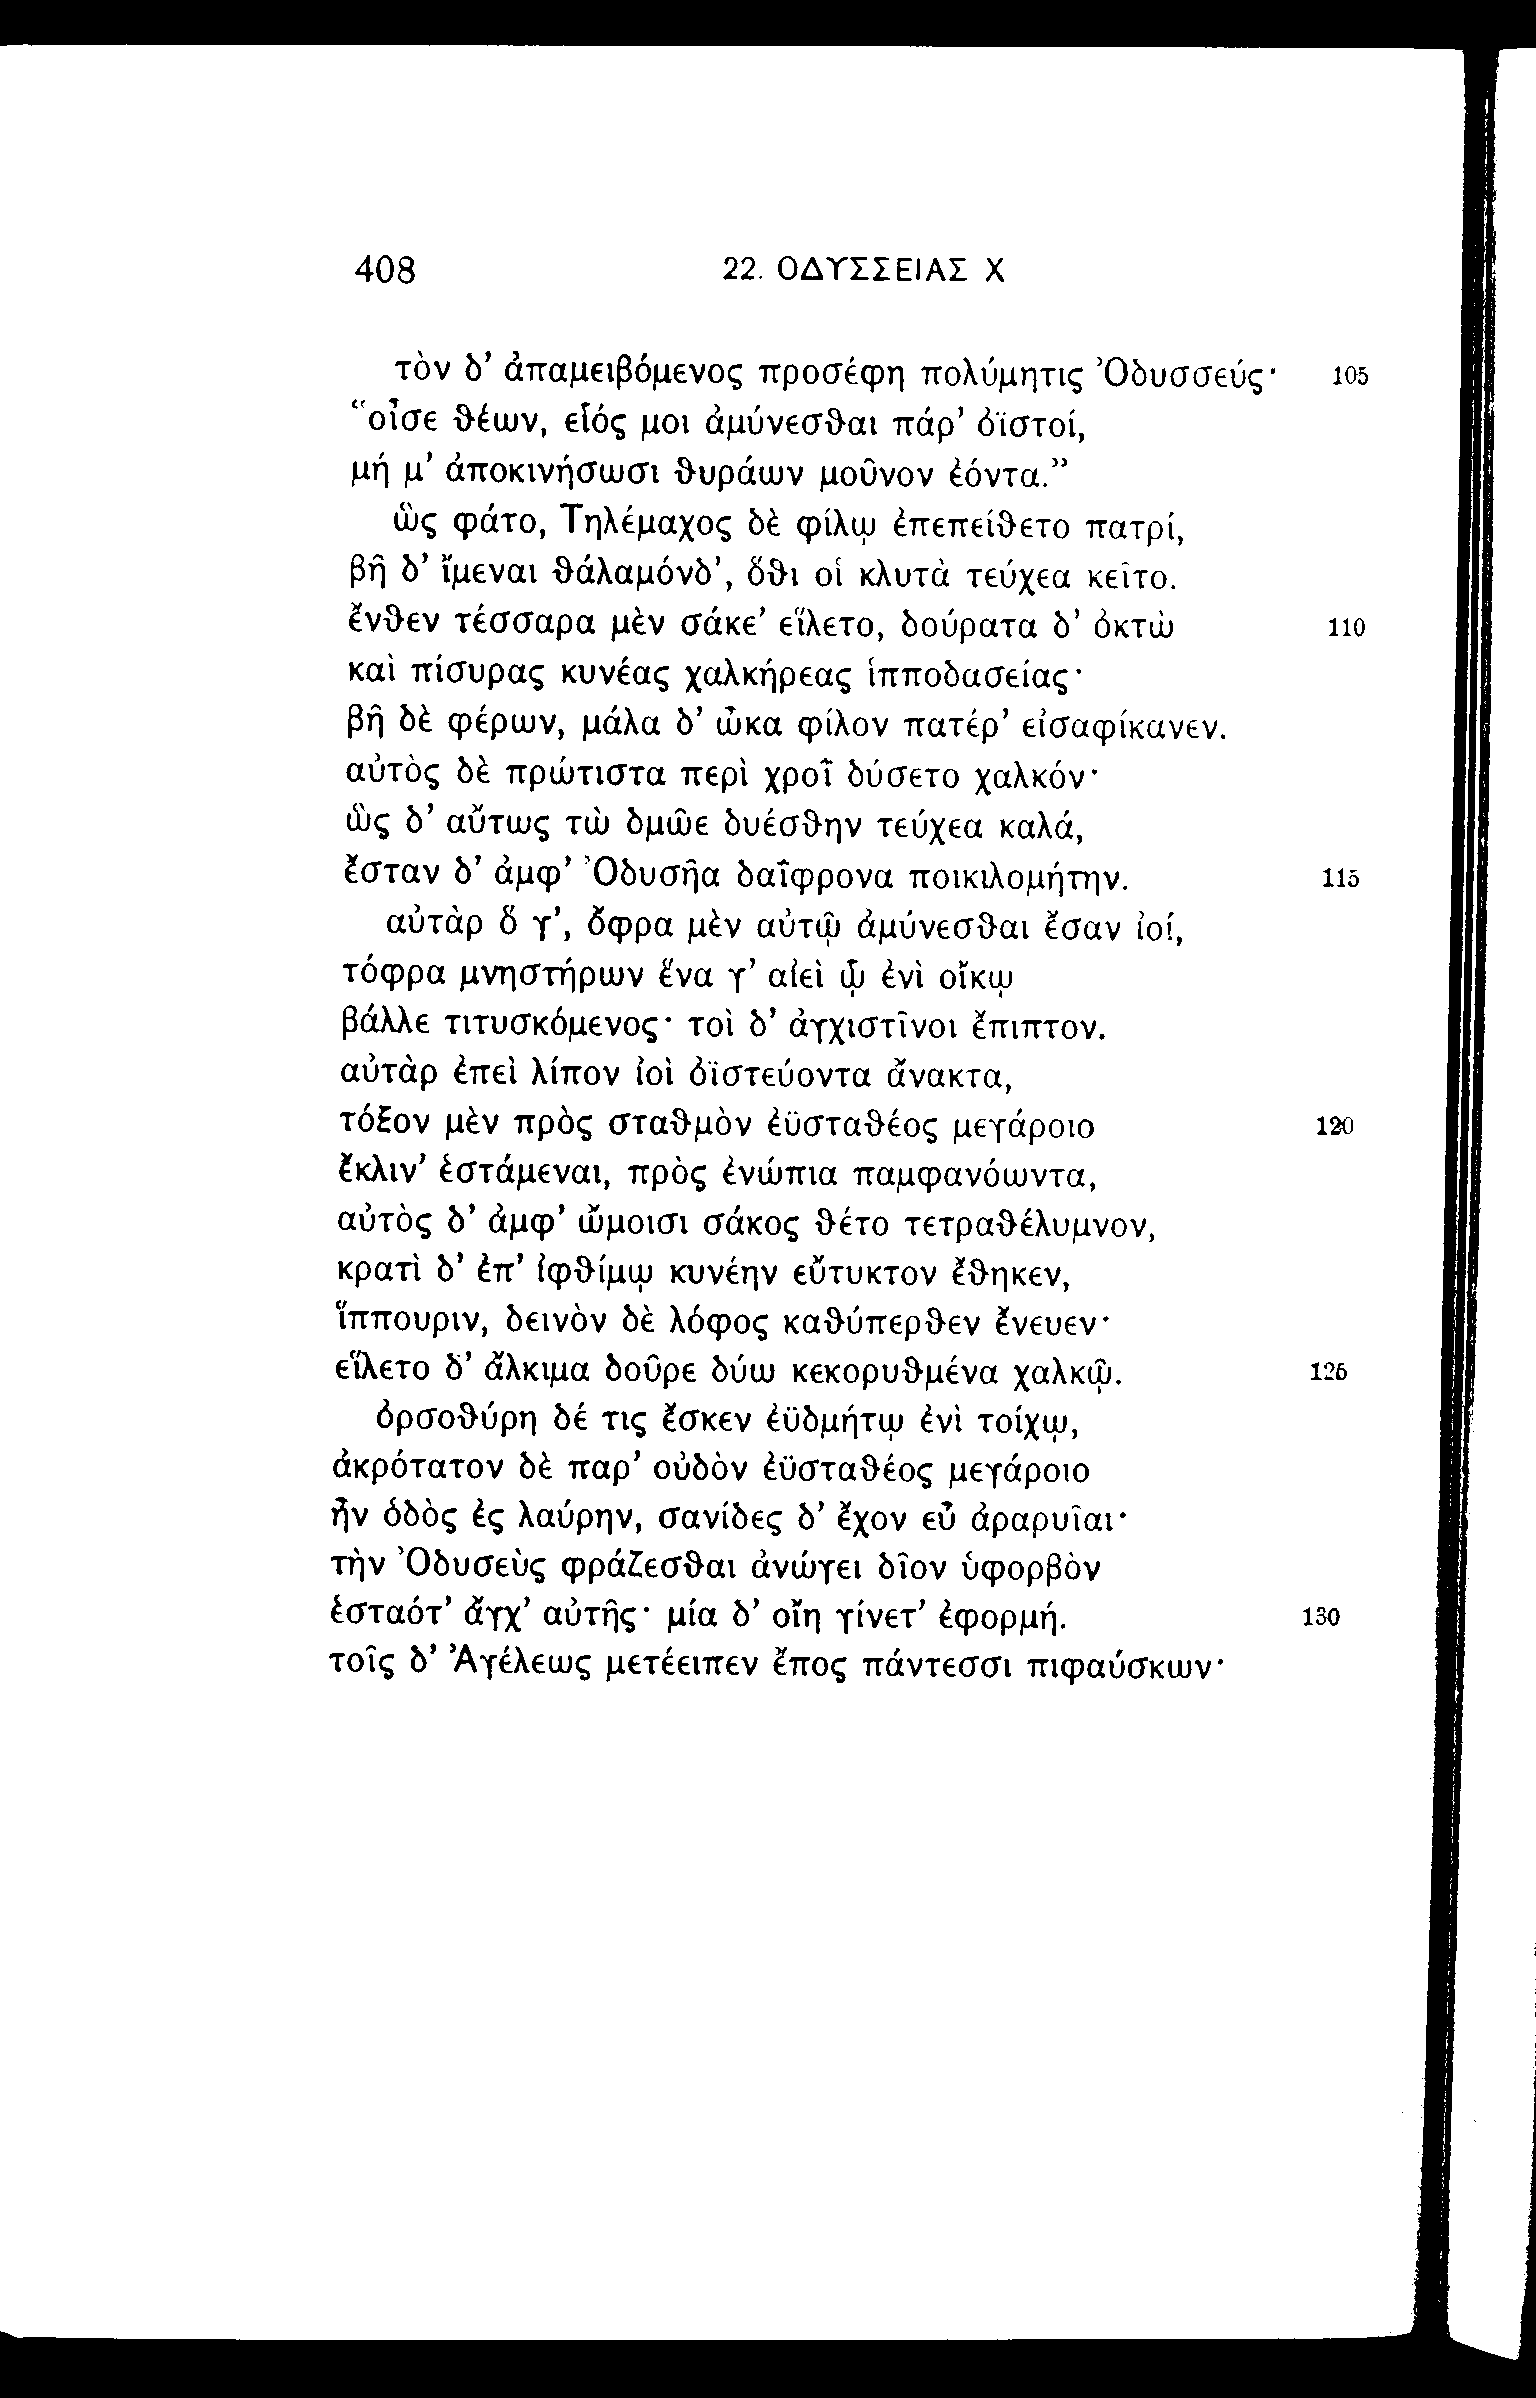 408 22. ΟΔΥΣΣΕΙΑΣ Χ
τὸν δ’ ἀπαμειβόμενος προσέφη πολύμητις Ὀδυσσεύς· 105
“οἶσε θέων, εἷός μοι ἀμύνεσθαι πάρ’ ὀϊστοί,
μή μ’ ἀποκινήσωσι θυράων μοῦνον ἐόντα.”
ὣς φάτο, Τηλέμαχος δὲ φίλῳ ἐπεπείθετο πατρί,
βῆ δ’ ἴμεναι θάλαμόνδ’, ὅθι οἱ κλυτὰ τεύχεα κεῖτο.
ἔνθεν τέσσαρα μὲν σάκε’ εἵλετο, δούρατα δ’ ὀκτὼ 110
καὶ πίσυρας κυνέας χαλκήρεας ἱπποδασείας·
βῆ δὲ φέρων, μάλα δ’ ὦκα φίλον πατέρ’ εἰσαφίκανεν.
αὐτὸς δὲ πρώτιστα περὶ χροῒ δύσετο χαλκόν·
ὣς δ’ αὔτως τὼ δμῶε δυέσθην τεύχεα καλά,
ἔσταν δ’ ἀμφ’ Ὀδυσῆα δαΐφρονα ποικιλομήτην. 115
αὐτὰρ ὅ γ’, ὄφρα μὲν αὐτῷ ἀμύνεσθαι ἔσαν ἰοί,
τόφρα μνηστήρων ἕνα γ’ αἰεὶ ᾧ ἐνὶ οἴκῳ
βάλλε τιτυσκόμενος· τοὶ δ’ ἀγχιστῖνοι ἔπιπτον.
αὐτὰρ ἐπεὶ λίπον ἰοὶ ὀϊστεύοντα ἄνακτα,
τόξον μὲν πρὸς σταθμὸν ἐϋσταθέος μεγάροιο 120
ἔκλιν’ ἑστάμεναι, πρὸς ἐνώπια παμφανόωντα,
αὐτὸς δ’ ἀμφ’ ὤμοισι σάκος θέτο τετραθέλυμνον,
κρατὶ δ’ ἐπ’ ἰφθίμῳ κυνέην εὔτυκτον ἔθηκεν,
ἵππουριν, δεινὸν δὲ λόφος καθύπερθεν ἔνευεν·
εἵλετο δ’ ἄλκιμα δοῦρε δύω κεκορυθμένα χαλκῷ. 125
ὀρσοθύρη δέ τις ἔσκεν ἐϋδμήτῳ ἐνὶ τοίχῳ,
ἀκρότατον δὲ παρ’ οὐδὸν ἐϋσταθέος μεγάροιο
ἦν ὁδὸς ἐς λαύρην, σανίδες δ’ ἔχον εὖ ἀραρυῖαι·
τὴν Ὀδυσεὺς φράζεσθαι ἀνώγει δῖον ὑφορβὸν
ἑσταότ’ ἄγχ’ αὐτῆς· μία δ’ οἴη γίνετ’ ἐφορμή. 130
τοῖς δ’ Ἀγέλεως μετέειπεν ἔπος πάντεσσι πιφαύσκων·